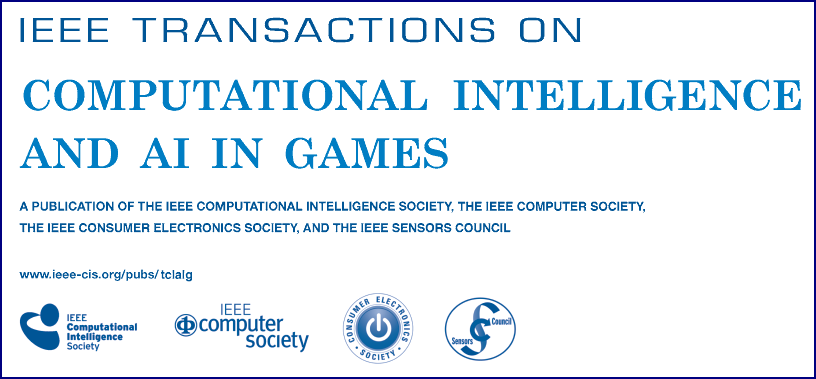 IEEE TRANSACTIONS ON
COMPUTATIONAL INTELLIGENCE
AND AI IN GAMES
A PUBLICATION OF THE IEEE COMPUTATIONAL INTELLIGENCE SOCIETY, THE IEEE COMPUTER SOCIETY,
THE IEEE CONSUMER ELECTRONICS SOCIETY, AND THE IEEE SENSORS COUNCIL
www.ieee-cis.org/pubs/tclalg
IEEE
Computational
Intelligence
Society
IEEE
computer
society
CONSUMER ELECTRONICS
SOCIETY
Sensors
Council